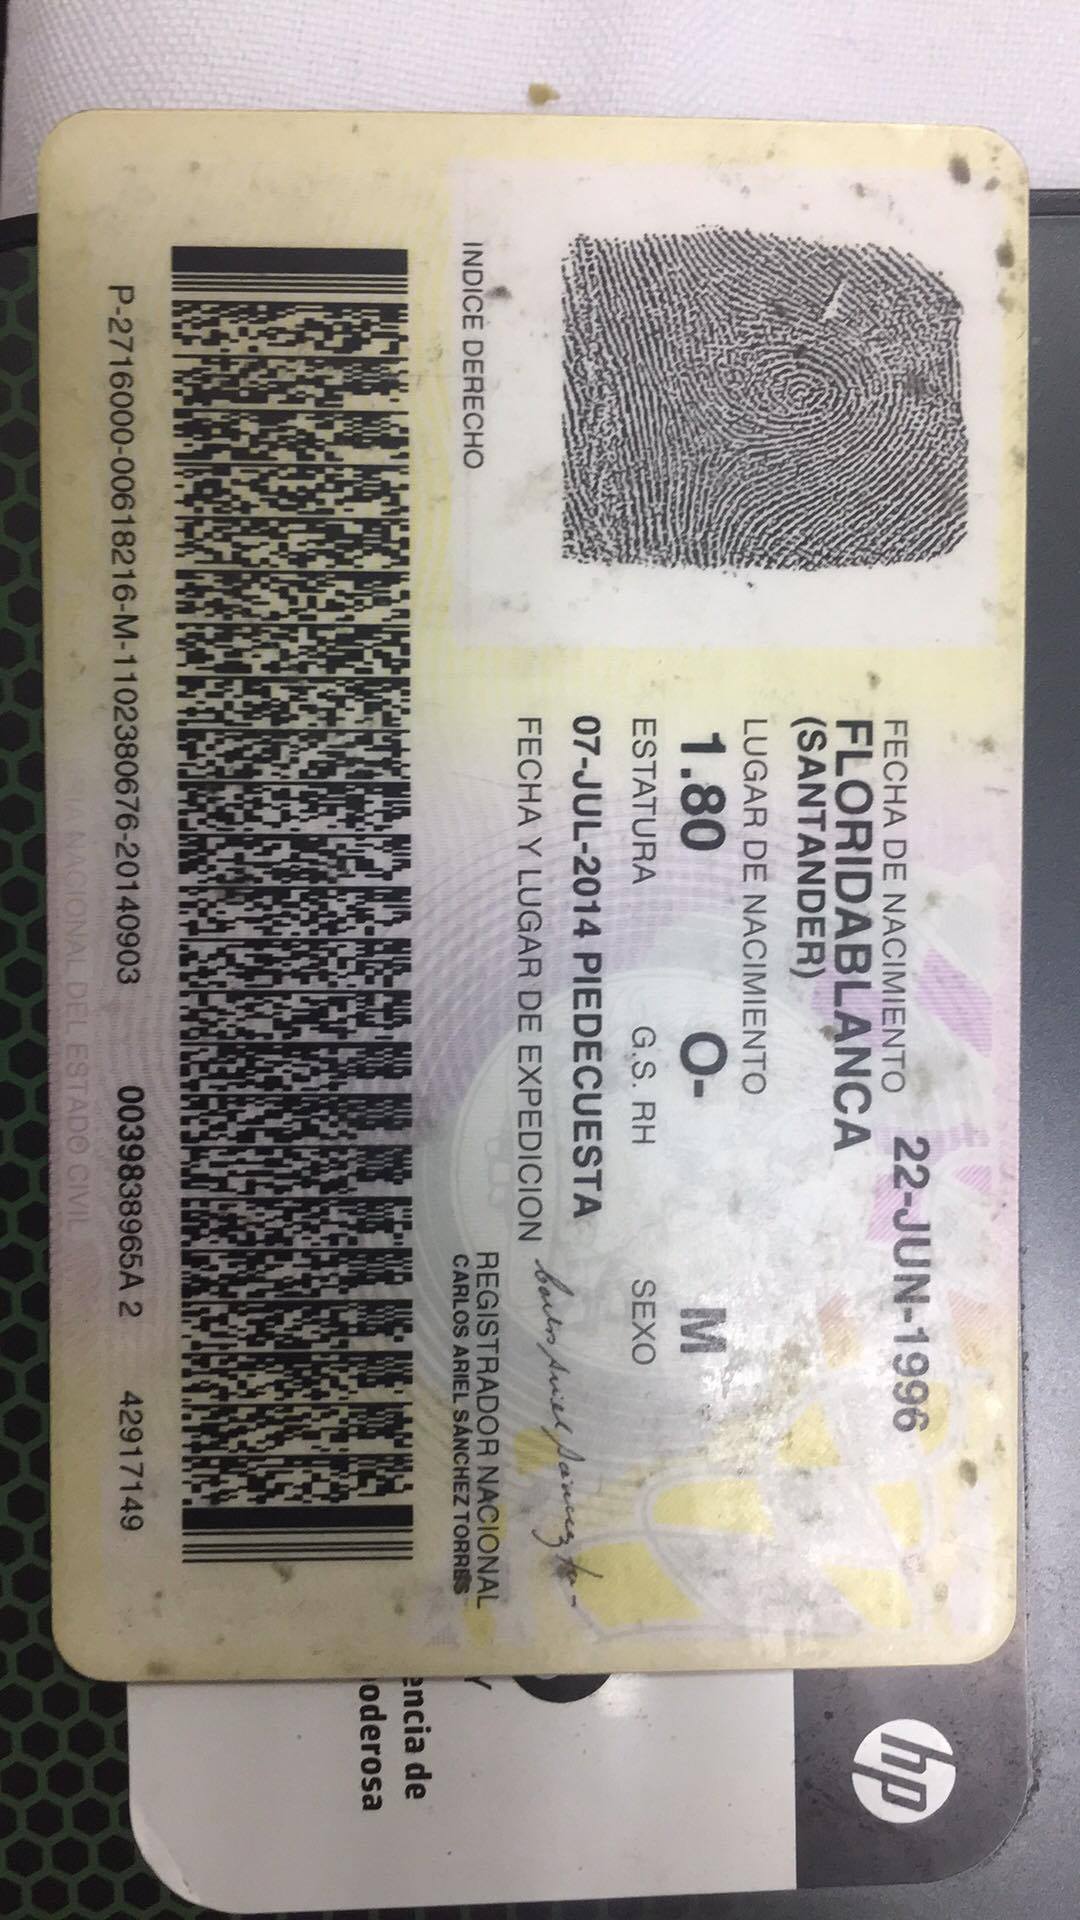 FECHA DE NACIMIENTO 22-JUN-1996
FLORIDABLANCA
(SANTANDER)
LUGAR DE NACIMIENTO
1.80 O- M
ESTATURA G.S. RH SEXO
07-JUL-2014 PIEDECUESTA
FECHA Y LUGAR DE EXPEDICION
INDICE DERECHO
REGISTRADOR NACIONAL
CARLOS ARIEL SÁNCHEZ TORRES
P-2716000-00618216-M-1102380676-20140903 0039838965A 2 42917149
NACIONAL DEL ESTADO CIVIL
hp
Y
encia de
oderosa